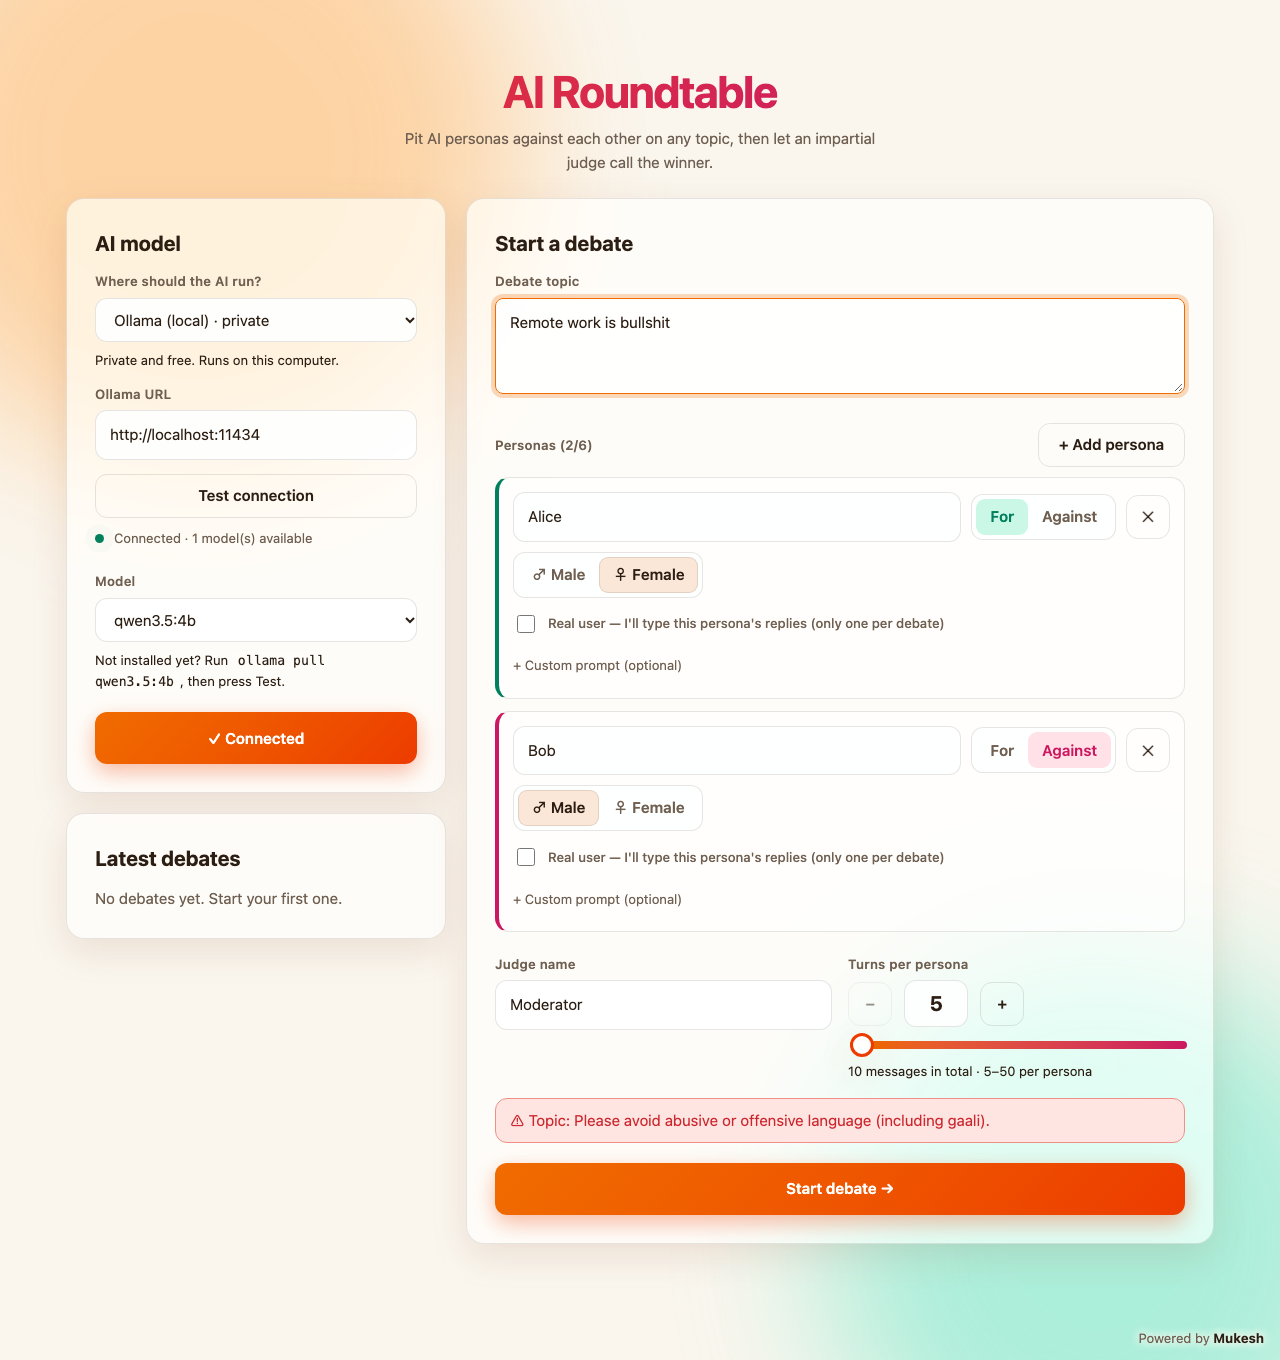 AI Roundtable
Pit AI personas against each other on any topic, then let an impartial
judge call the winner.
AI model
Where should the AI run?
Ollama (local) · private
Private and free. Runs on this computer.
Ollama URL
http://localhost:11434
Test connection
Connected · 1 model(s) available
Model
qwen3.5:4b
Not installed yet? Run ollama pull
qwen3.5:4b , then press Test.
✓ Connected
Latest debates
No debates yet. Start your first one.
Start a debate
Debate topic
Remote work is bullshit
Personas (2/6)
+ Add persona
Alice
For
Against
✕
♂ Male
♀ Female
Real user — I'll type this persona's replies (only one per debate)
+ Custom prompt (optional)
Bob
For
Against
✕
♂ Male
♀ Female
Real user — I'll type this persona's replies (only one per debate)
+ Custom prompt (optional)
Judge name
Moderator
Turns per persona
−
5
+
10 messages in total · 5–50 per persona
⚠ Topic: Please avoid abusive or offensive language (including gaali).
Start debate →
Powered by Mukesh